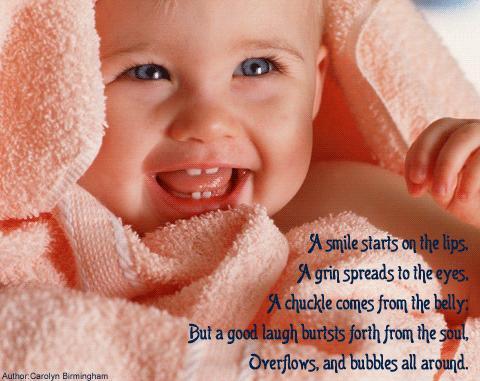 A smile starts on the lips,
A grin spreads to the eyes,
A chuckle comes from the belly;
But a good laugh burtsts forth from the soul,
Overflows, and bubbles all around.
Author:Carolyn Birmingham